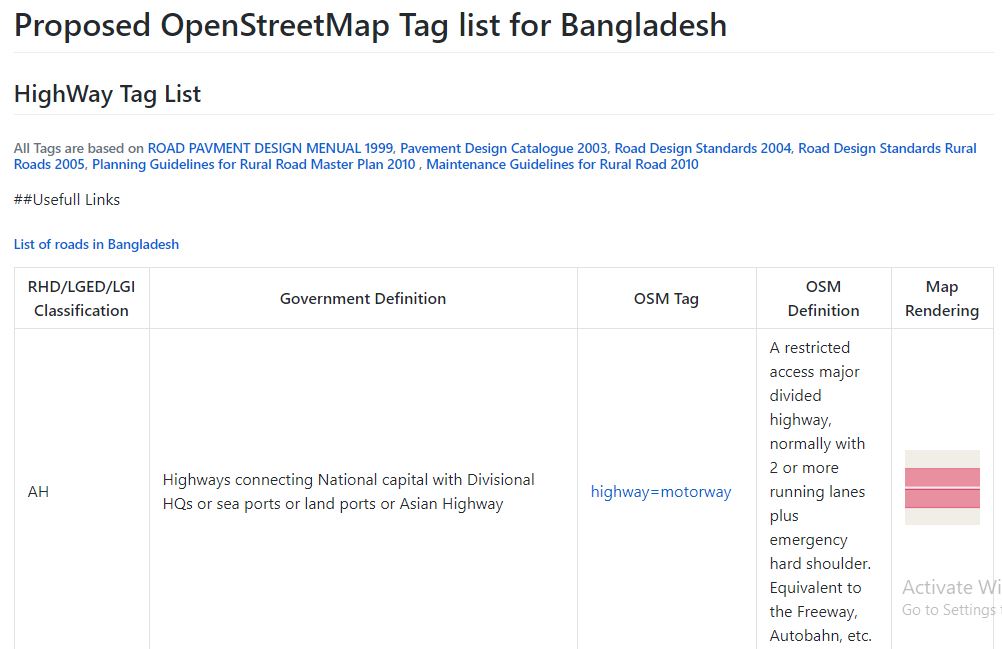 Proposed OpenStreetMap Tag list for Bangladesh
HighWay Tag List
All Tags are based on ROAD PAVMENT DESIGN MENUAL 1999, Pavement Design Catalogue 2003, Road Design Standards 2004, Road Design Standards Rural
Roads 2005, Planning Guidelines for Rural Road Master Plan 2010 , Maintenance Guidelines for Rural Road 2010
##Usefull Links
List of roads in Bangladesh
RHD/LGED/LGI
Classification
Government Definition
OSM Tag
OSM
Definition
Map
Rendering
AH
Highways connecting National capital with Divisional
HQs or sea ports or land ports or Asian Highway
highway=motorway
A restricted
access major
divided
highway,
normally with
2 or more
running lanes
plus
emergency
hard shoulder.
Equivalent to
the Freeway,
Autobahn, etc.
Activate Wi
Go to Settings